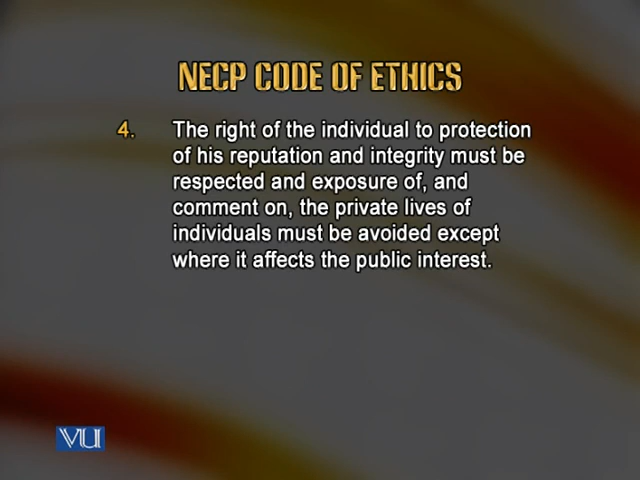 NECP CODE OF ETHICS
4. The right of the individual to protection
of his reputation and integrity must be
respected and exposure of, and
comment on, the private lives of
individuals must be avoided except
where it affects the public interest.
VU